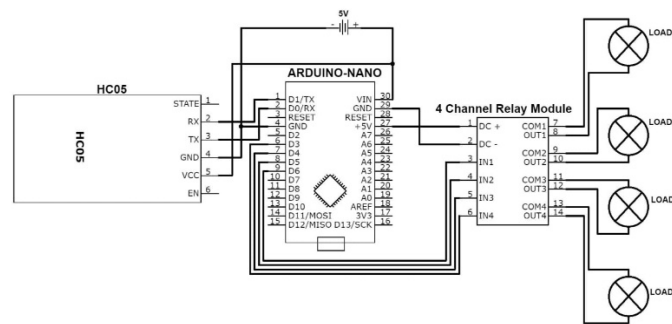 5V
- +
HC05
HC05
STATE 1
RX 2
TX 3
GND 4
VCC 5
EN 6
ARDUINO-NANO
1 D1/TX VIN 30
2 D0/RX GND 29
3 RESET RESET 28
4 GND +5V 27
5 D2 A7 26
6 D3 A6 25
7 D4 A5 24
8 D5 A4 23
9 D6 A3 22
10 D7 A2 21
11 D8 A1 20
12 D9 A0 19
13 D10 AREF 18
14 D11/MOSI 3V3 17
15 D12/MISO D13/SCK 16
4 Channel Relay Module
1 DC + COM1 7
OUT1 8
2 DC - COM2 9
OUT2 10
3 IN1
4 IN2 COM3 11
OUT3 12
5 IN3
COM4 13
6 IN4 OUT4 14
LOAD
LOAD
LOAD
LOAD